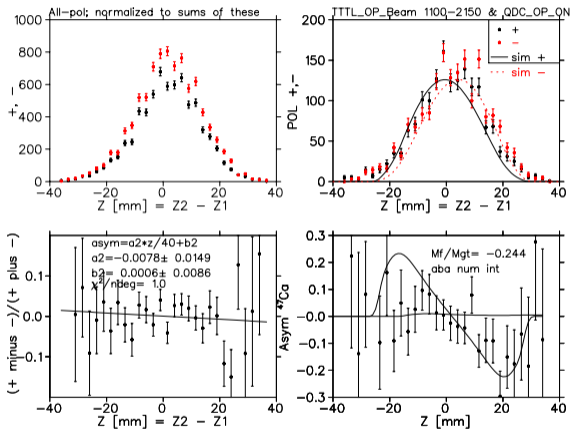 All-pol; normalized to sums of these
+,-
1000
800
600
400
200
0
-40 -20 0 20 40
Z [mm] = Z2 - Z1
TTTL_OP_Beam 1100-2150 & QDC_OP_ON
POL +,-
200
150
100
50
0
+
-
sim +
sim -
-40 -20 0 20 40
Z [mm] = Z2 - Z1
(+ minus -)/(+ plus -)
0.1
0.0
-0.1
asym=a2*z/40+b2
a2=-0.0078± 0.0149
b2= 0.0006± 0.0086
χ²/ndeg= 1.0
-40 -20 0 20 40
Z [mm] = Z2 - Z1
Asym ⁴⁷Ca
0.3
0.2
0.1
-0.0
-0.1
-0.2
-0.3
Mf/Mgt= -0.244
aba num int
-40 -20 0 20 40
Z [mm]